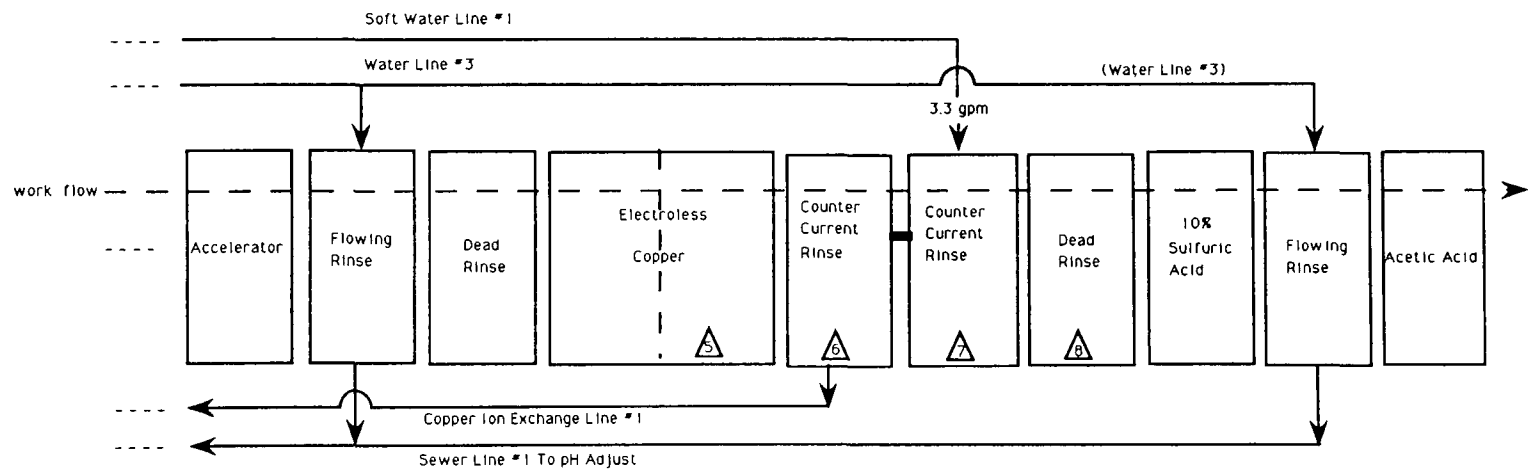 Soft Water Line #1
Water Line #3
(Water Line #3)
3.3 gpm
work flow
Accelerator
Flowing
Rinse
Dead
Rinse
Electroless
Copper
5
Counter
Current
Rinse
6
Counter
Current
Rinse
7
Dead
Rinse
8
10%
Sulfuric
Acid
Flowing
Rinse
Acetic Acid
Copper Ion Exchange Line #1
Sewer Line #1 To pH Adjust